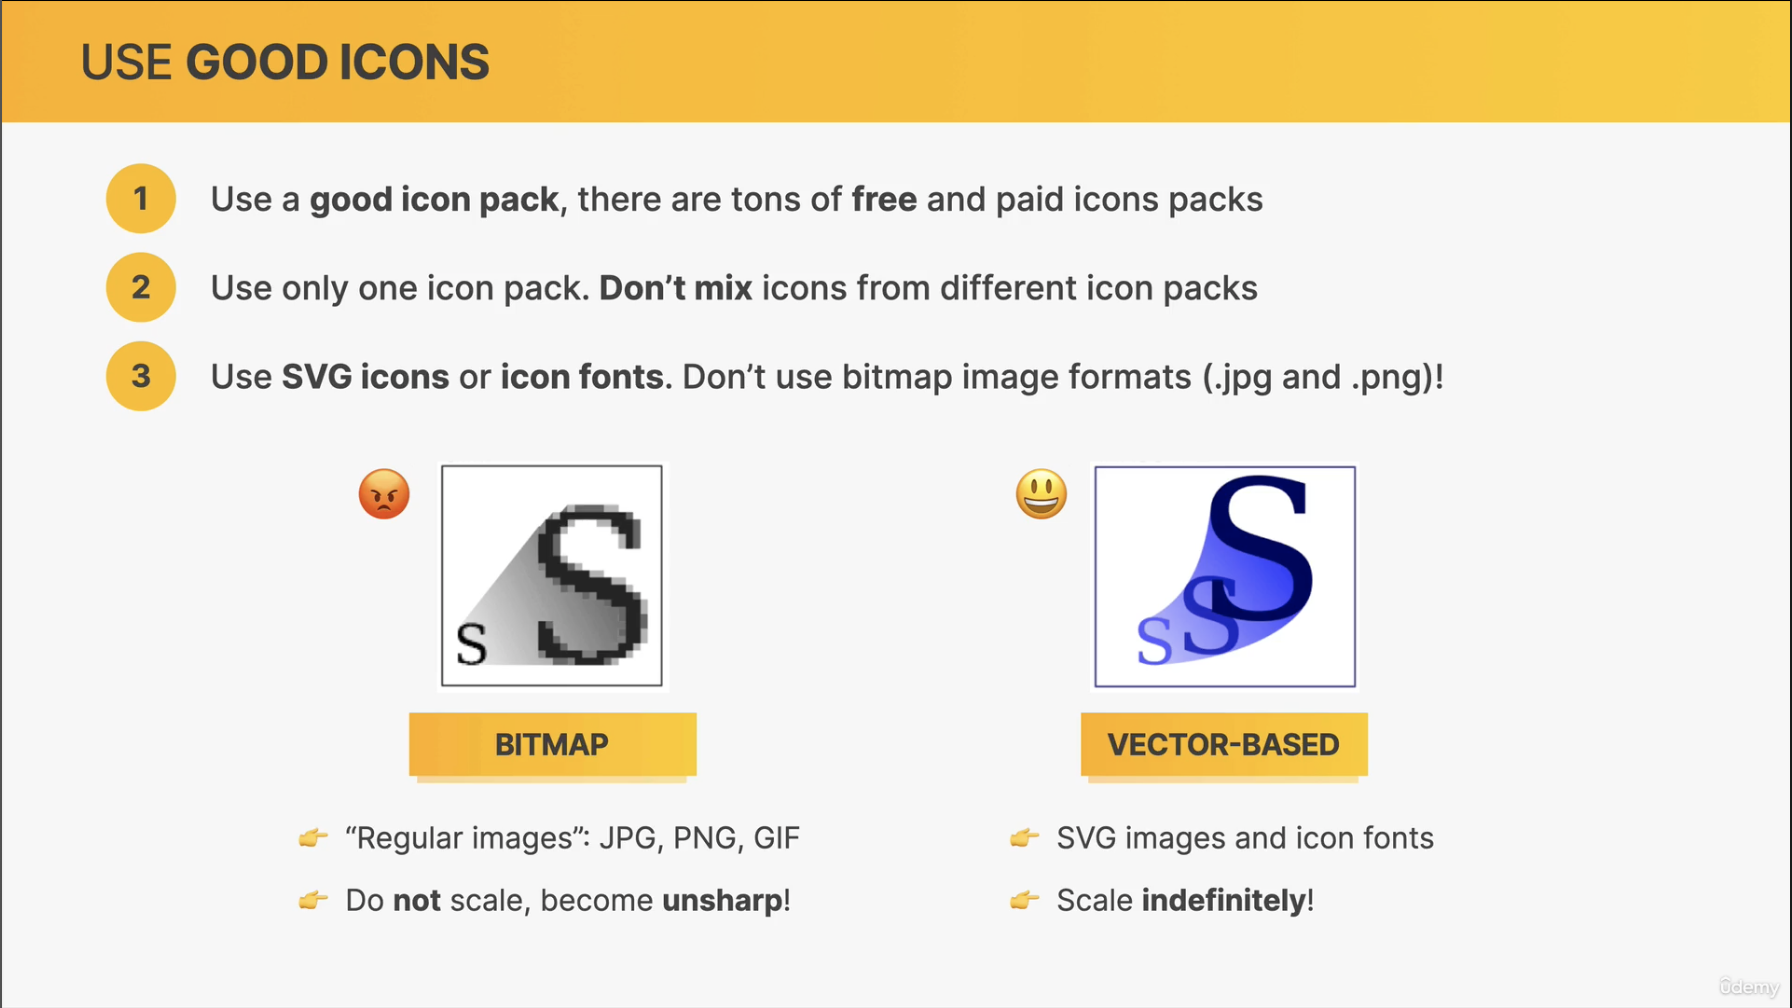 USE GOOD ICONS
1 Use a good icon pack, there are tons of free and paid icons packs
2 Use only one icon pack. Don’t mix icons from different icon packs
3 Use SVG icons or icon fonts. Don’t use bitmap image formats (.jpg and .png)!
S S
S S S
BITMAP
VECTOR-BASED
“Regular images”: JPG, PNG, GIF
Do not scale, become unsharp!
SVG images and icon fonts
Scale indefinitely!
ûdemy